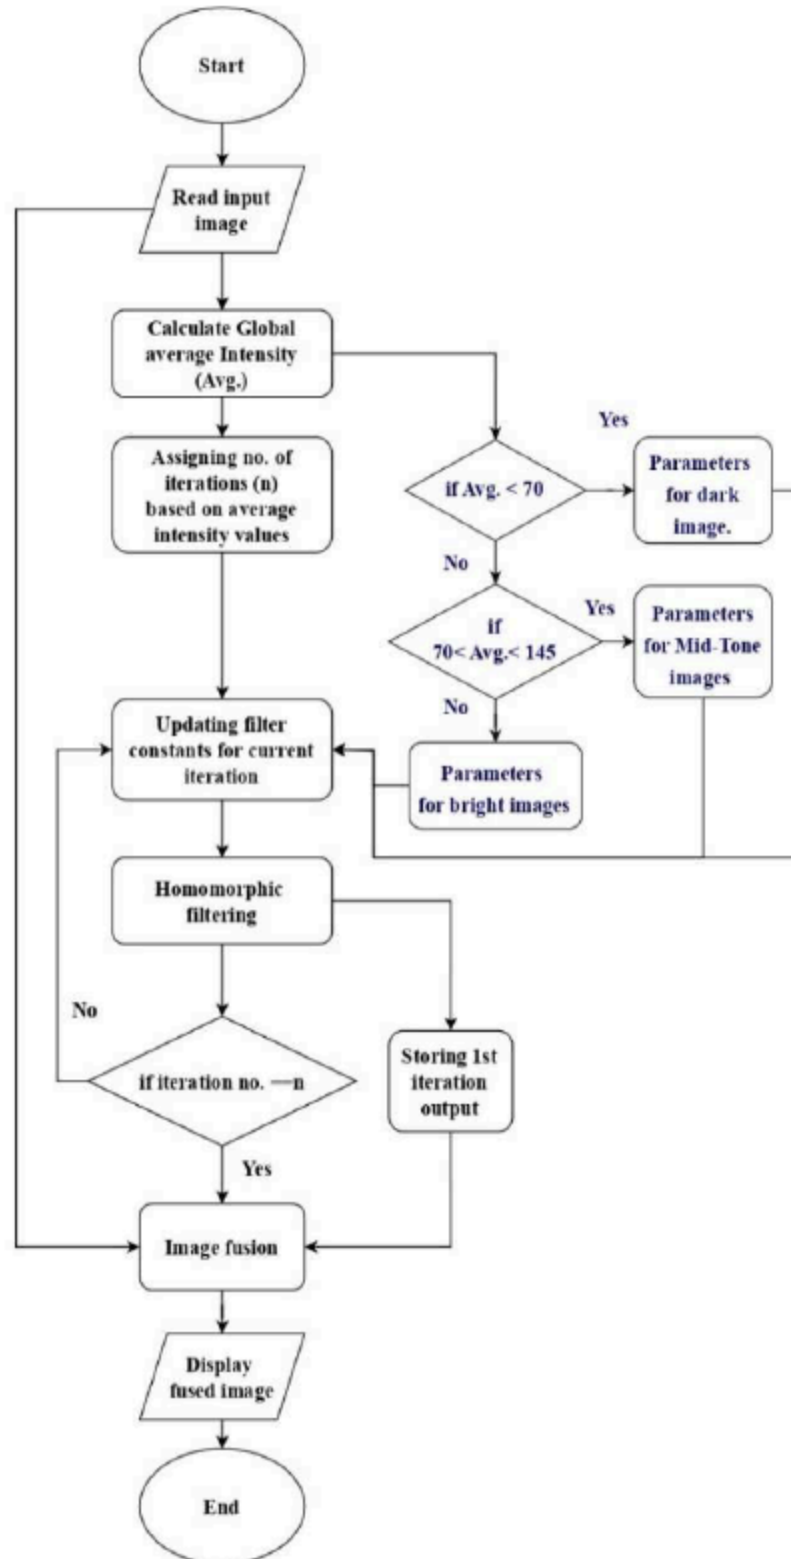 Start
Read input
image
Calculate Global
average Intensity
(Avg.)
Assigning no. of
iterations (n)
based on average
intensity values
Yes
if Avg. < 70
Parameters
for dark
image.
No
if
70< Avg.< 145
Yes
Parameters
for Mid-Tone
images
No
Parameters
for bright images
Updating filter
constants for current
iteration
Homomorphic
filtering
No
if iteration no. —n
Storing 1st
iteration
output
Yes
Image fusion
Display
fused image
End